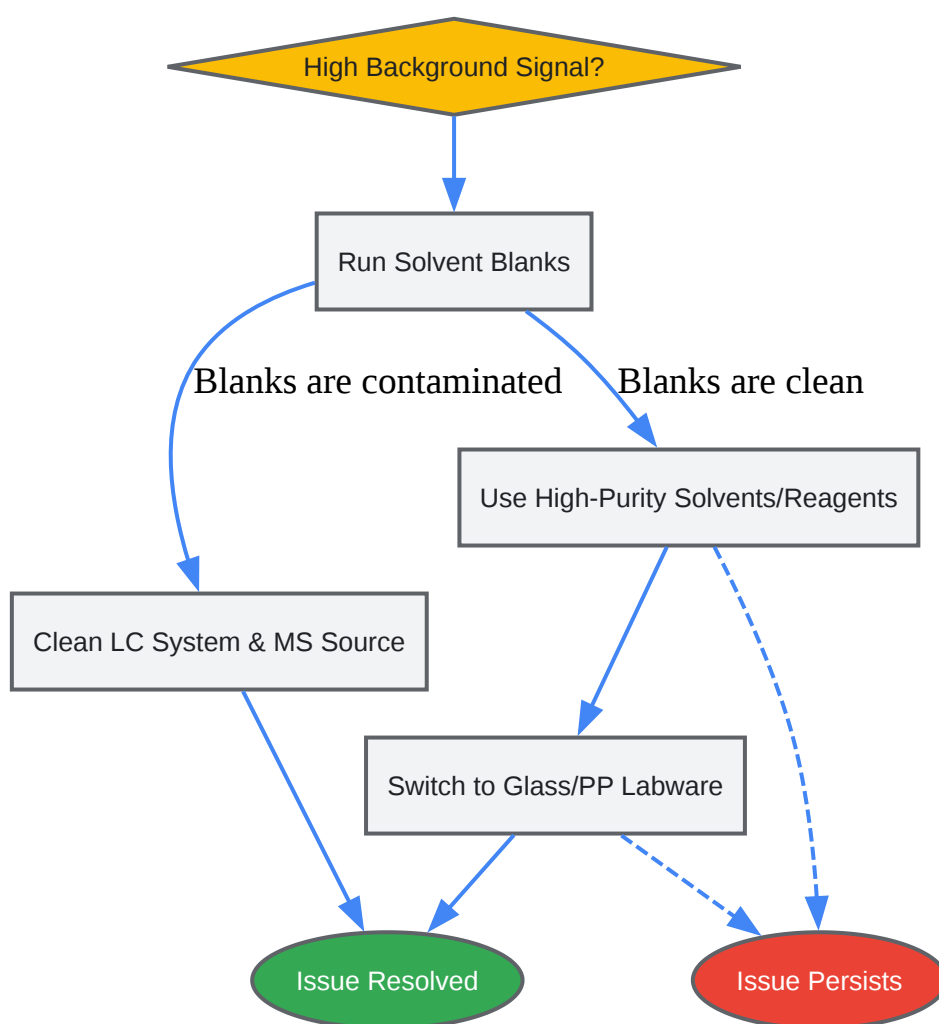 High Background Signal?
Run Solvent Blanks
Blanks are contaminated
Blanks are clean
Use High-Purity Solvents/Reagents
Clean LC System & MS Source
Switch to Glass/PP Labware
Issue Resolved
Issue Persists